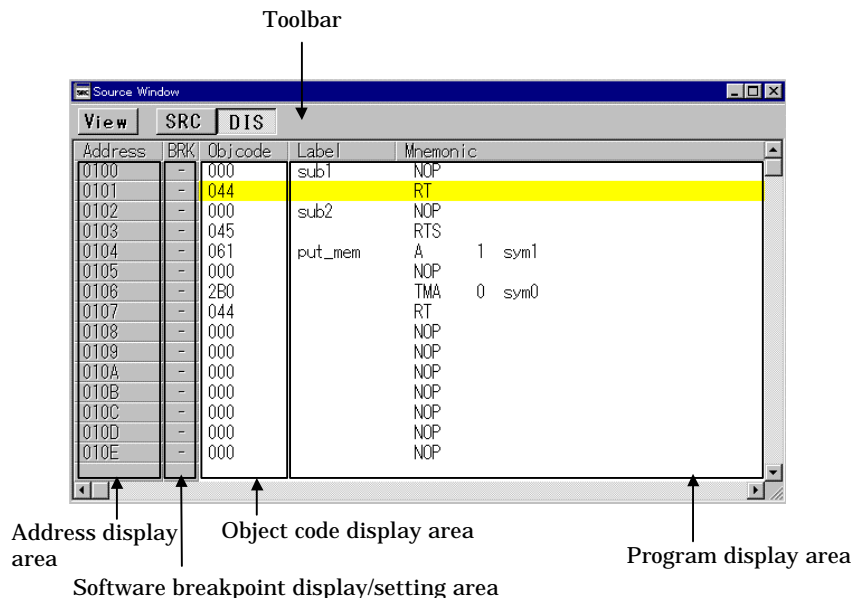 Toolbar
SRC Source Window
View SRC DIS
Address BRK Objcode Label Mnemonic
0100 - 000 sub1 NOP
0101 - 044 RT
0102 - 000 sub2 NOP
0103 - 045 RTS
0104 - 061 put_mem A 1 sym1
0105 - 000 NOP
0106 - 2B0 TMA 0 sym0
0107 - 044 RT
0108 - 000 NOP
0109 - 000 NOP
010A - 000 NOP
010B - 000 NOP
010C - 000 NOP
010D - 000 NOP
010E - 000 NOP
Address display
area
Object code display area
Program display area
Software breakpoint display/setting area